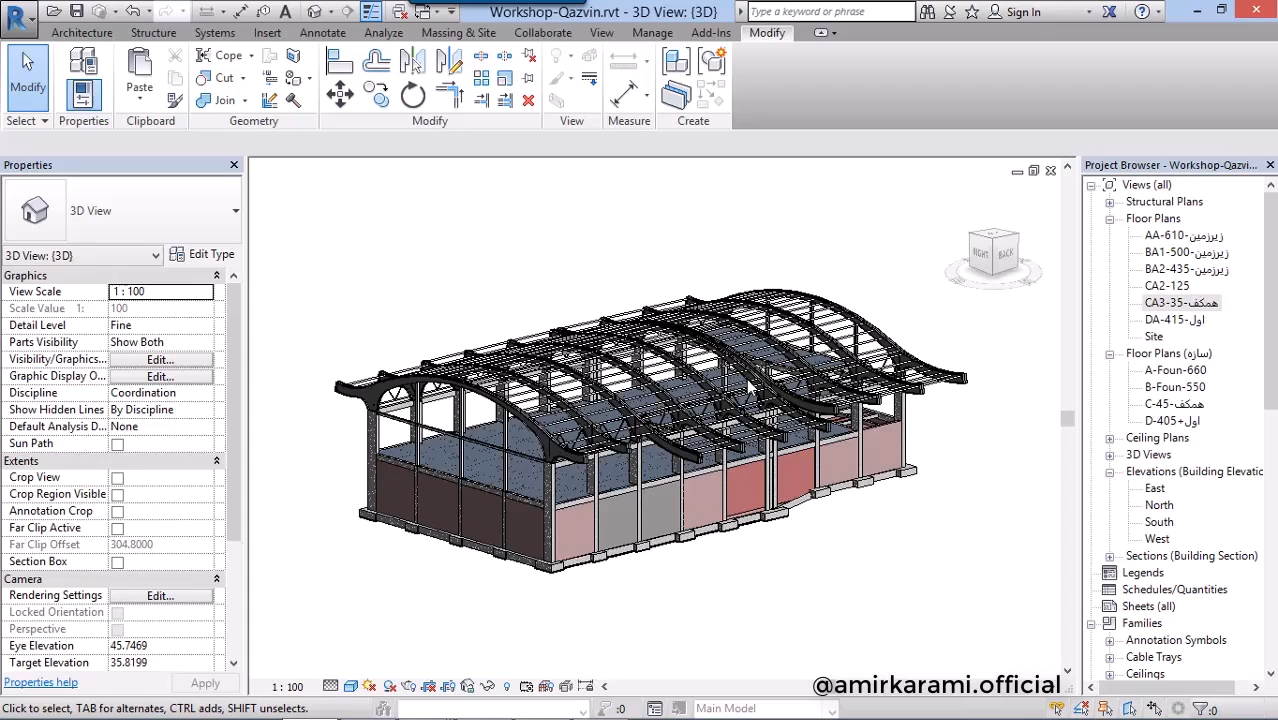 Workshop-Qazvin.rvt - 3D View: {3D}
Type a keyword or phrase
Sign In
Architecture Structure Systems Insert Annotate Analyze Massing & Site Collaborate View Manage Add-Ins Modify
Modify
Paste
Cope
Cut
Join
Select Properties Clipboard Geometry Modify View Measure Create
Properties
3D View
3D View: {3D}
Edit Type
Graphics
View Scale 1 : 100
Scale Value 1: 100
Detail Level Fine
Parts Visibility Show Both
Visibility/Graphics... Edit...
Graphic Display O... Edit...
Discipline Coordination
Show Hidden Lines By Discipline
Default Analysis D... None
Sun Path
Extents
Crop View
Crop Region Visible
Annotation Crop
Far Clip Active
Far Clip Offset 304.8000
Section Box
Camera
Rendering Settings Edit...
Locked Orientation
Perspective
Eye Elevation 45.7469
Target Elevation 35.8199
Properties help
Apply
RIGHT
BACK
1 : 100
@amirkarami.official
Project Browser - Workshop-Qazvi...
Views (all)
Structural Plans
Floor Plans
AA-610-زیرزمین
BA1-500-زیرزمین
BA2-435-زیرزمین
CA2-125
CA3-35-همکف
DA-415-اول
Site
Floor Plans (سازه)
A-Foun-660
B-Foun-550
C-45-همکف
D-405+اول
Ceiling Plans
3D Views
Elevations (Building Elevatio
East
North
South
West
Sections (Building Section)
Legends
Schedules/Quantities
Sheets (all)
Families
Annotation Symbols
Cable Trays
Ceilings
Click to select, TAB for alternates, CTRL adds, SHIFT unselects.
:0
Main Model
:0